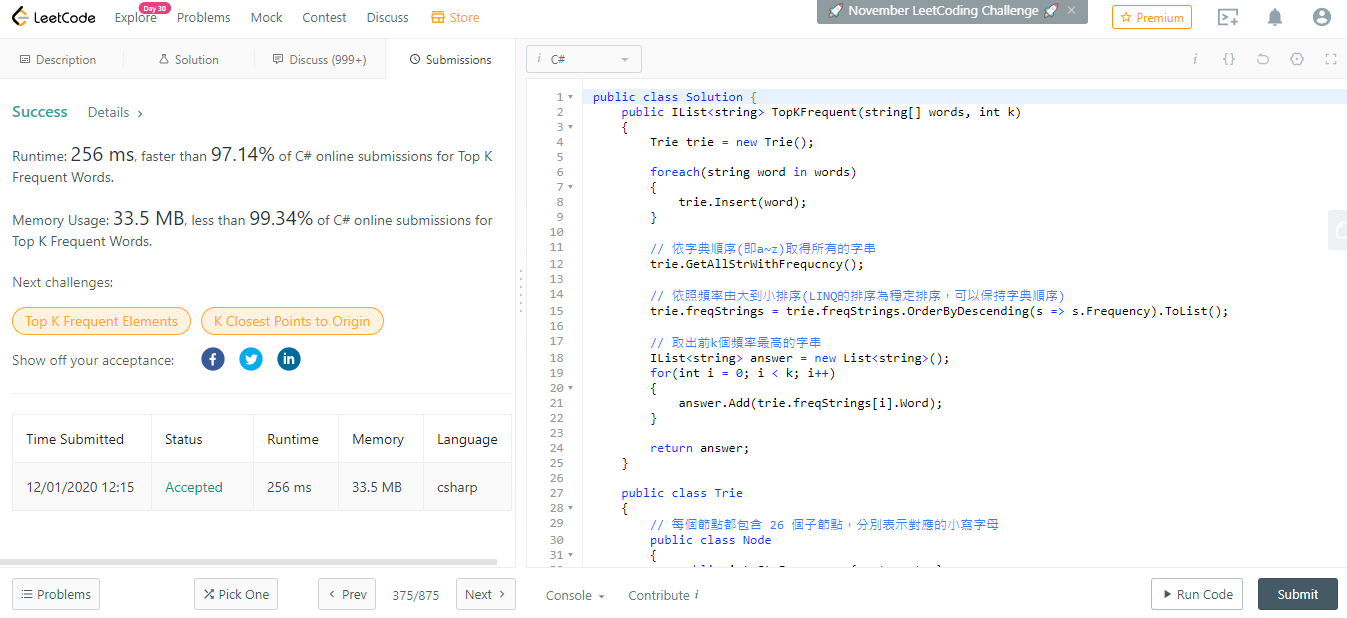 LeetCode Explore Day 30 Problems Mock Contest Discuss Store 🚀 November LeetCoding Challenge 🚀 × Premium
Description Solution Discuss (999+) Submissions i C#
Success Details >
Runtime: 256 ms, faster than 97.14% of C# online submissions for Top K
Frequent Words.
Memory Usage: 33.5 MB, less than 99.34% of C# online submissions for
Top K Frequent Words.
Next challenges:
Top K Frequent Elements K Closest Points to Origin
Show off your acceptance:
Time Submitted Status Runtime Memory Language
12/01/2020 12:15 Accepted 256 ms 33.5 MB csharp
1 public class Solution {
2 public IList<string> TopKFrequent(string[] words, int k)
3 {
4 Trie trie = new Trie();
5
6 foreach(string word in words)
7 {
8 trie.Insert(word);
9 }
10
11 // 依字典順序(即a~z)取得所有的字串
12 trie.GetAllStrWithFrequcncy();
13
14 // 依照頻率由大到小排序(LINQ的排序為穩定排序，可以保持字典順序)
15 trie.freqStrings = trie.freqStrings.OrderByDescending(s => s.Frequency).ToList();
16
17 // 取出前k個頻率最高的字串
18 IList<string> answer = new List<string>();
19 for(int i = 0; i < k; i++)
20 {
21 answer.Add(trie.freqStrings[i].Word);
22 }
23
24 return answer;
25 }
26
27 public class Trie
28 {
29 // 每個節點都包含 26 個子節點，分別表示對應的小寫字母
30 public class Node
31 {
Problems Pick One < Prev 375/875 Next > Console Contribute i Run Code Submit